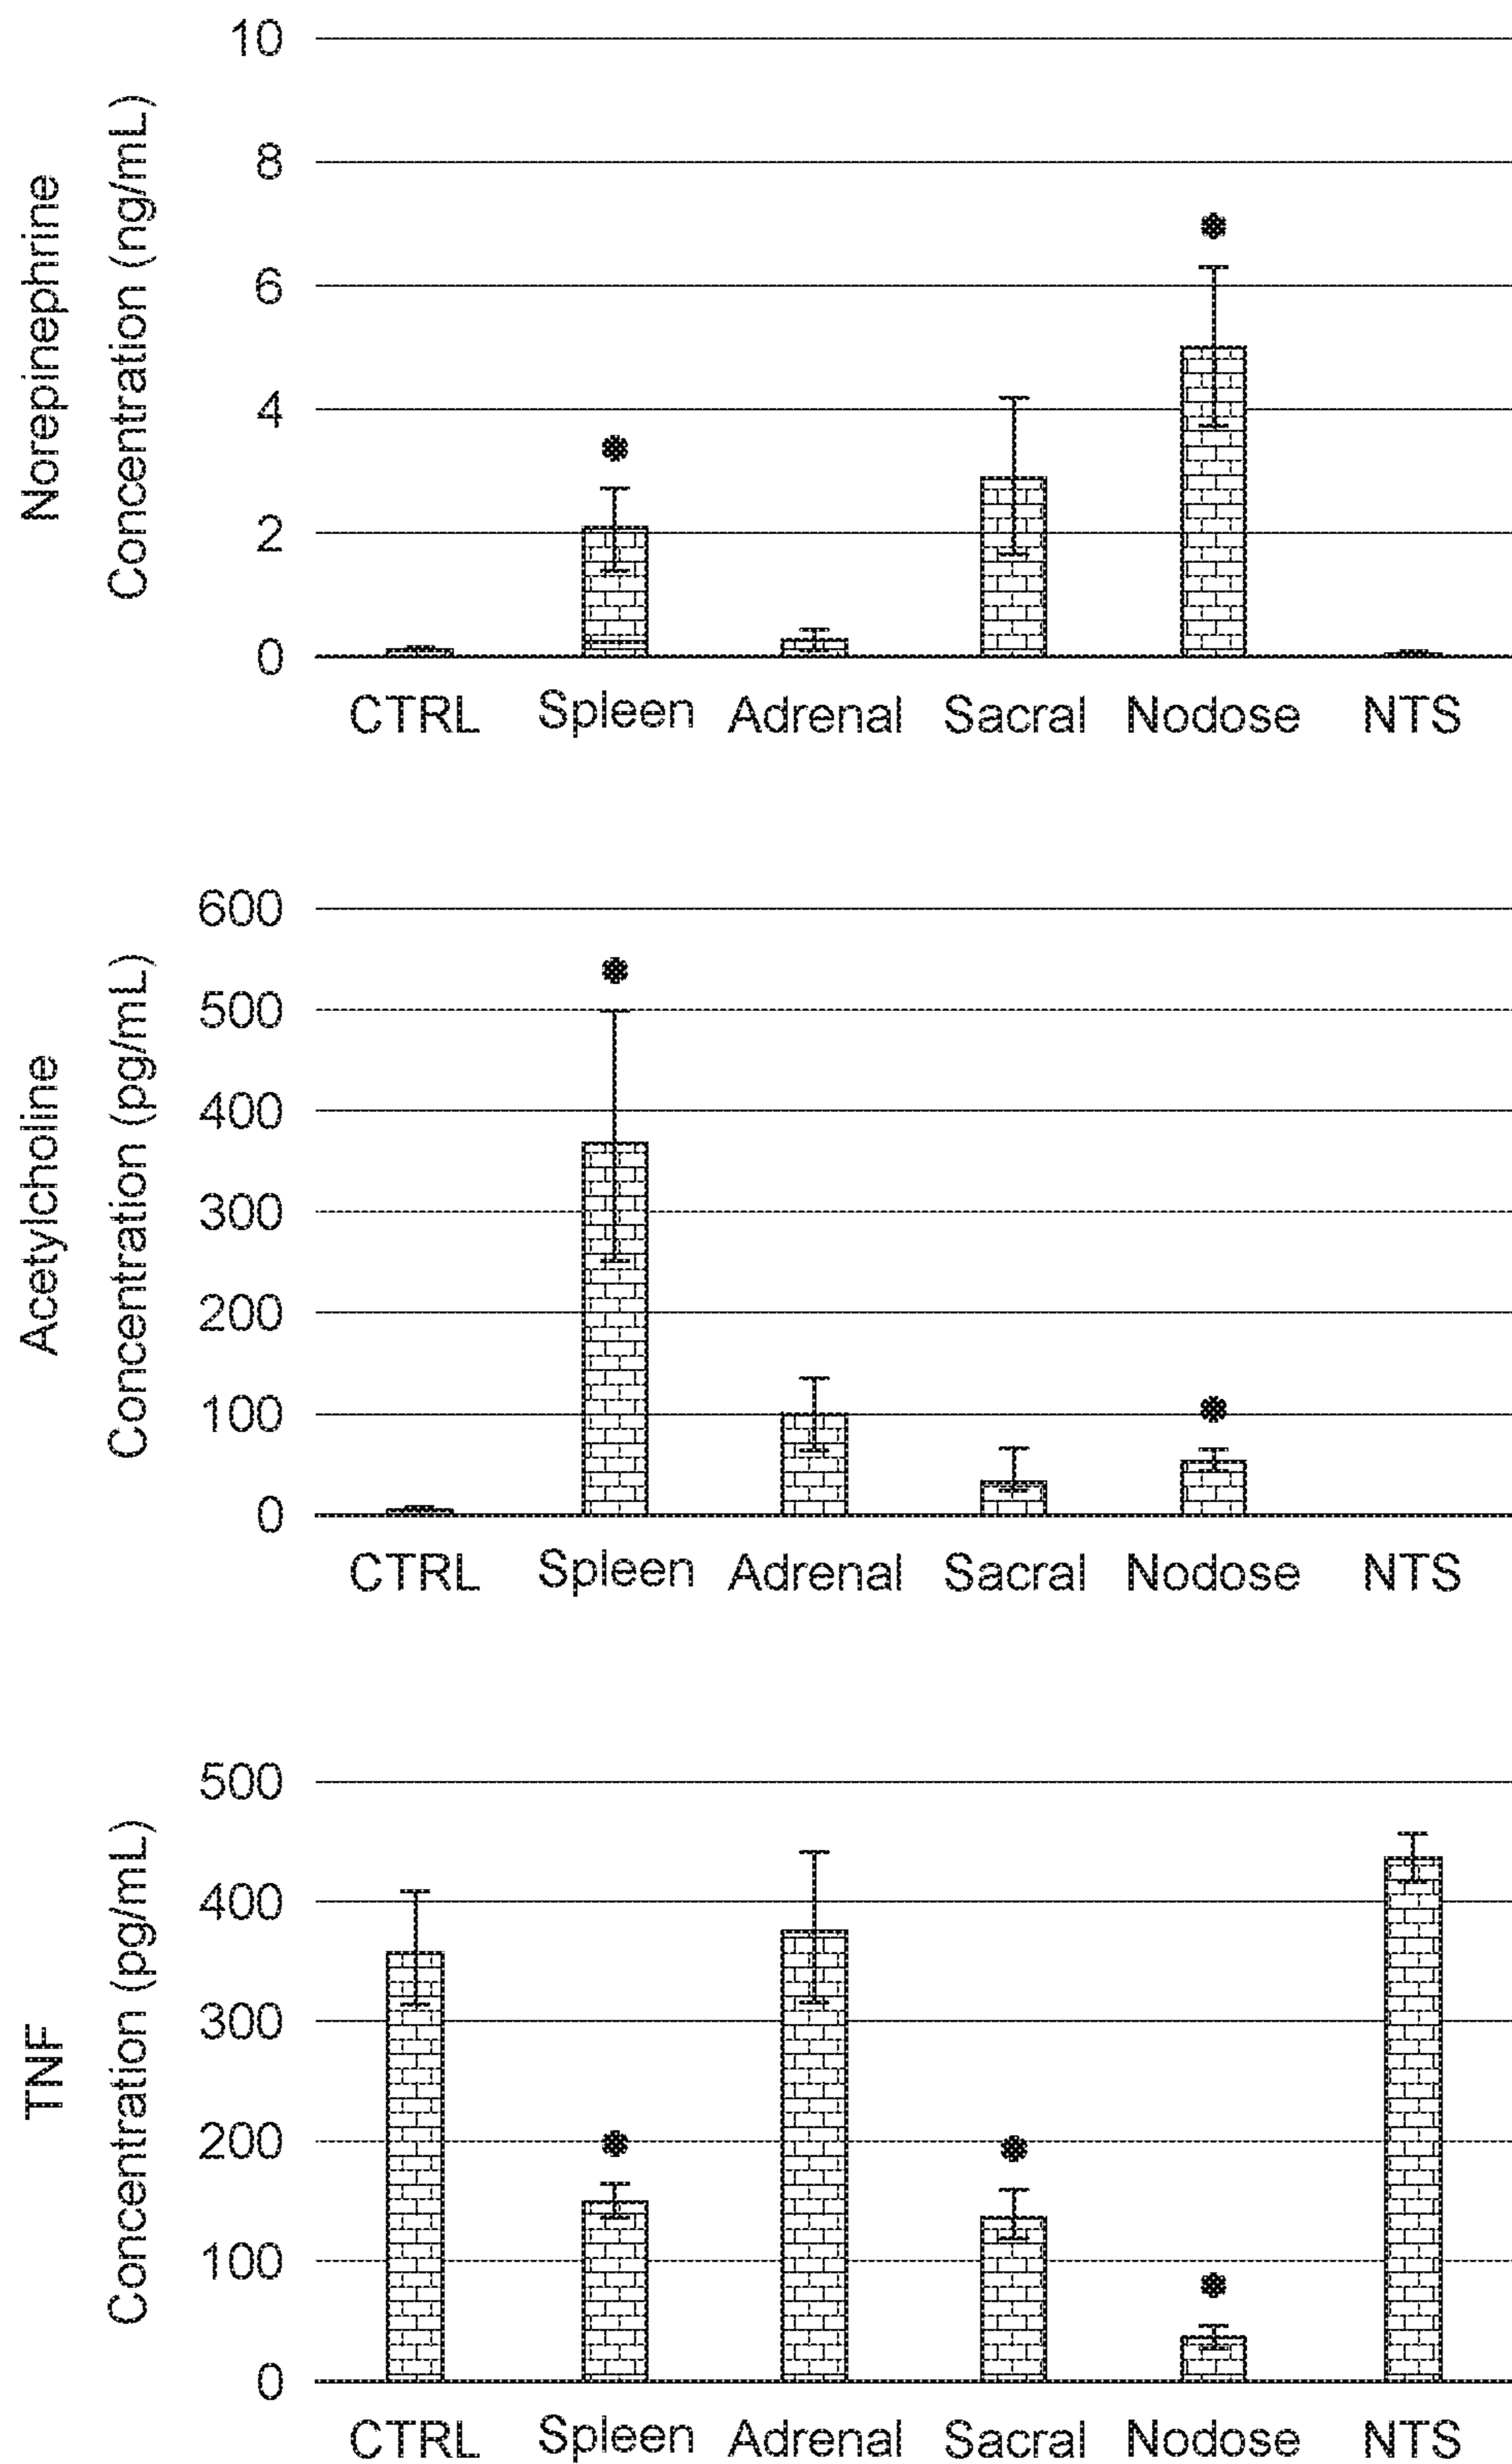 Norepinephrine
Concentration (ng/mL)
10
8
6
4
2
0
CTRL Spleen Adrenal Sacral Nodose NTS
Acetylcholine
Concentration (pg/mL)
600
500
400
300
200
100
0
CTRL Spleen Adrenal Sacral Nodose NTS
TNF
Concentration (pg/mL)
500
400
300
200
100
0
CTRL Spleen Adrenal Sacral Nodose NTS